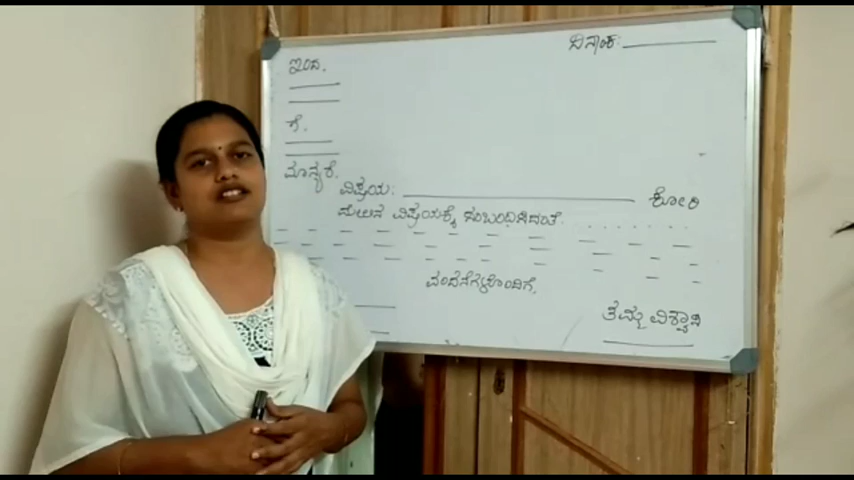 ದಿನಾಂಕ:
ಇಂದ,
ಗೆ,
ಮಾನ್ಯರೆ,
ವಿಷಯ: ಕೋರಿ
ಮೇಲಿನ ವಿಷಯಕ್ಕೆ ಸಂಬಂಧಿಸಿದಂತೆ
ವಂದನೆಗಳೊಂದಿಗೆ,
ತಮ್ಮ ವಿಶ್ವಾಸಿ